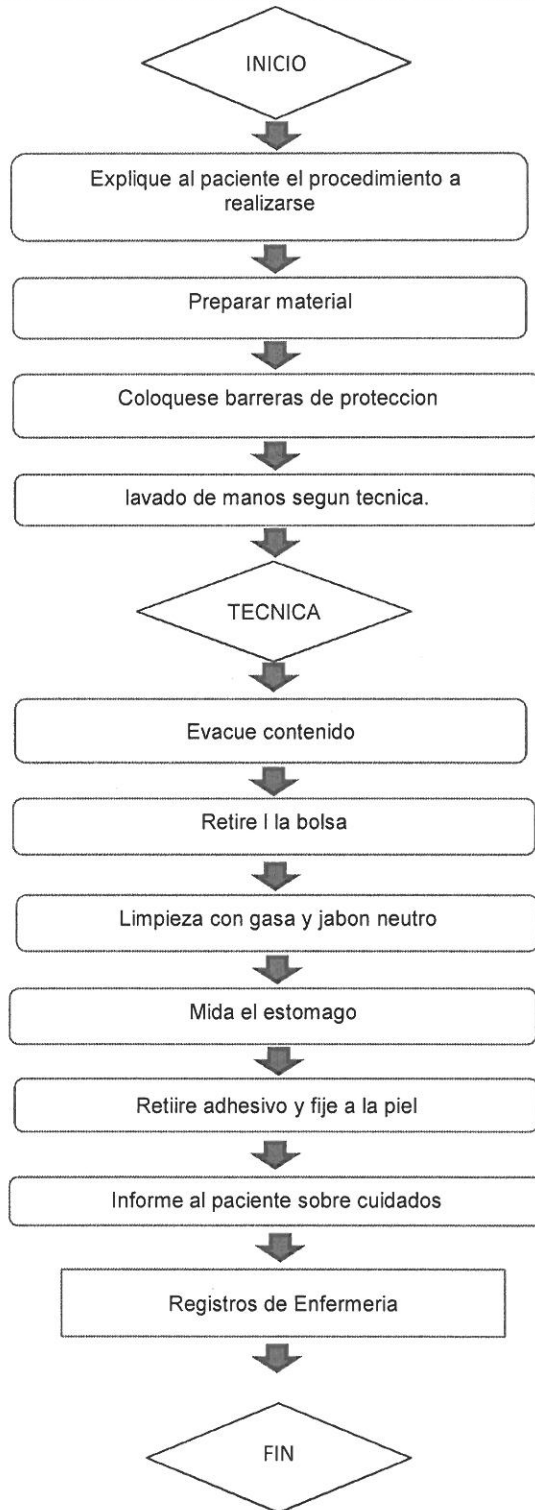 INICIO
Explique al paciente el procedimiento a
realizarse
Preparar material
Coloquese barreras de proteccion
lavado de manos segun tecnica.
TECNICA
Evacue contenido
Retire l la bolsa
Limpieza con gasa y jabon neutro
Mida el estomago
Retiire adhesivo y fije a la piel
Informe al paciente sobre cuidados
Registros de Enfermeria
FIN